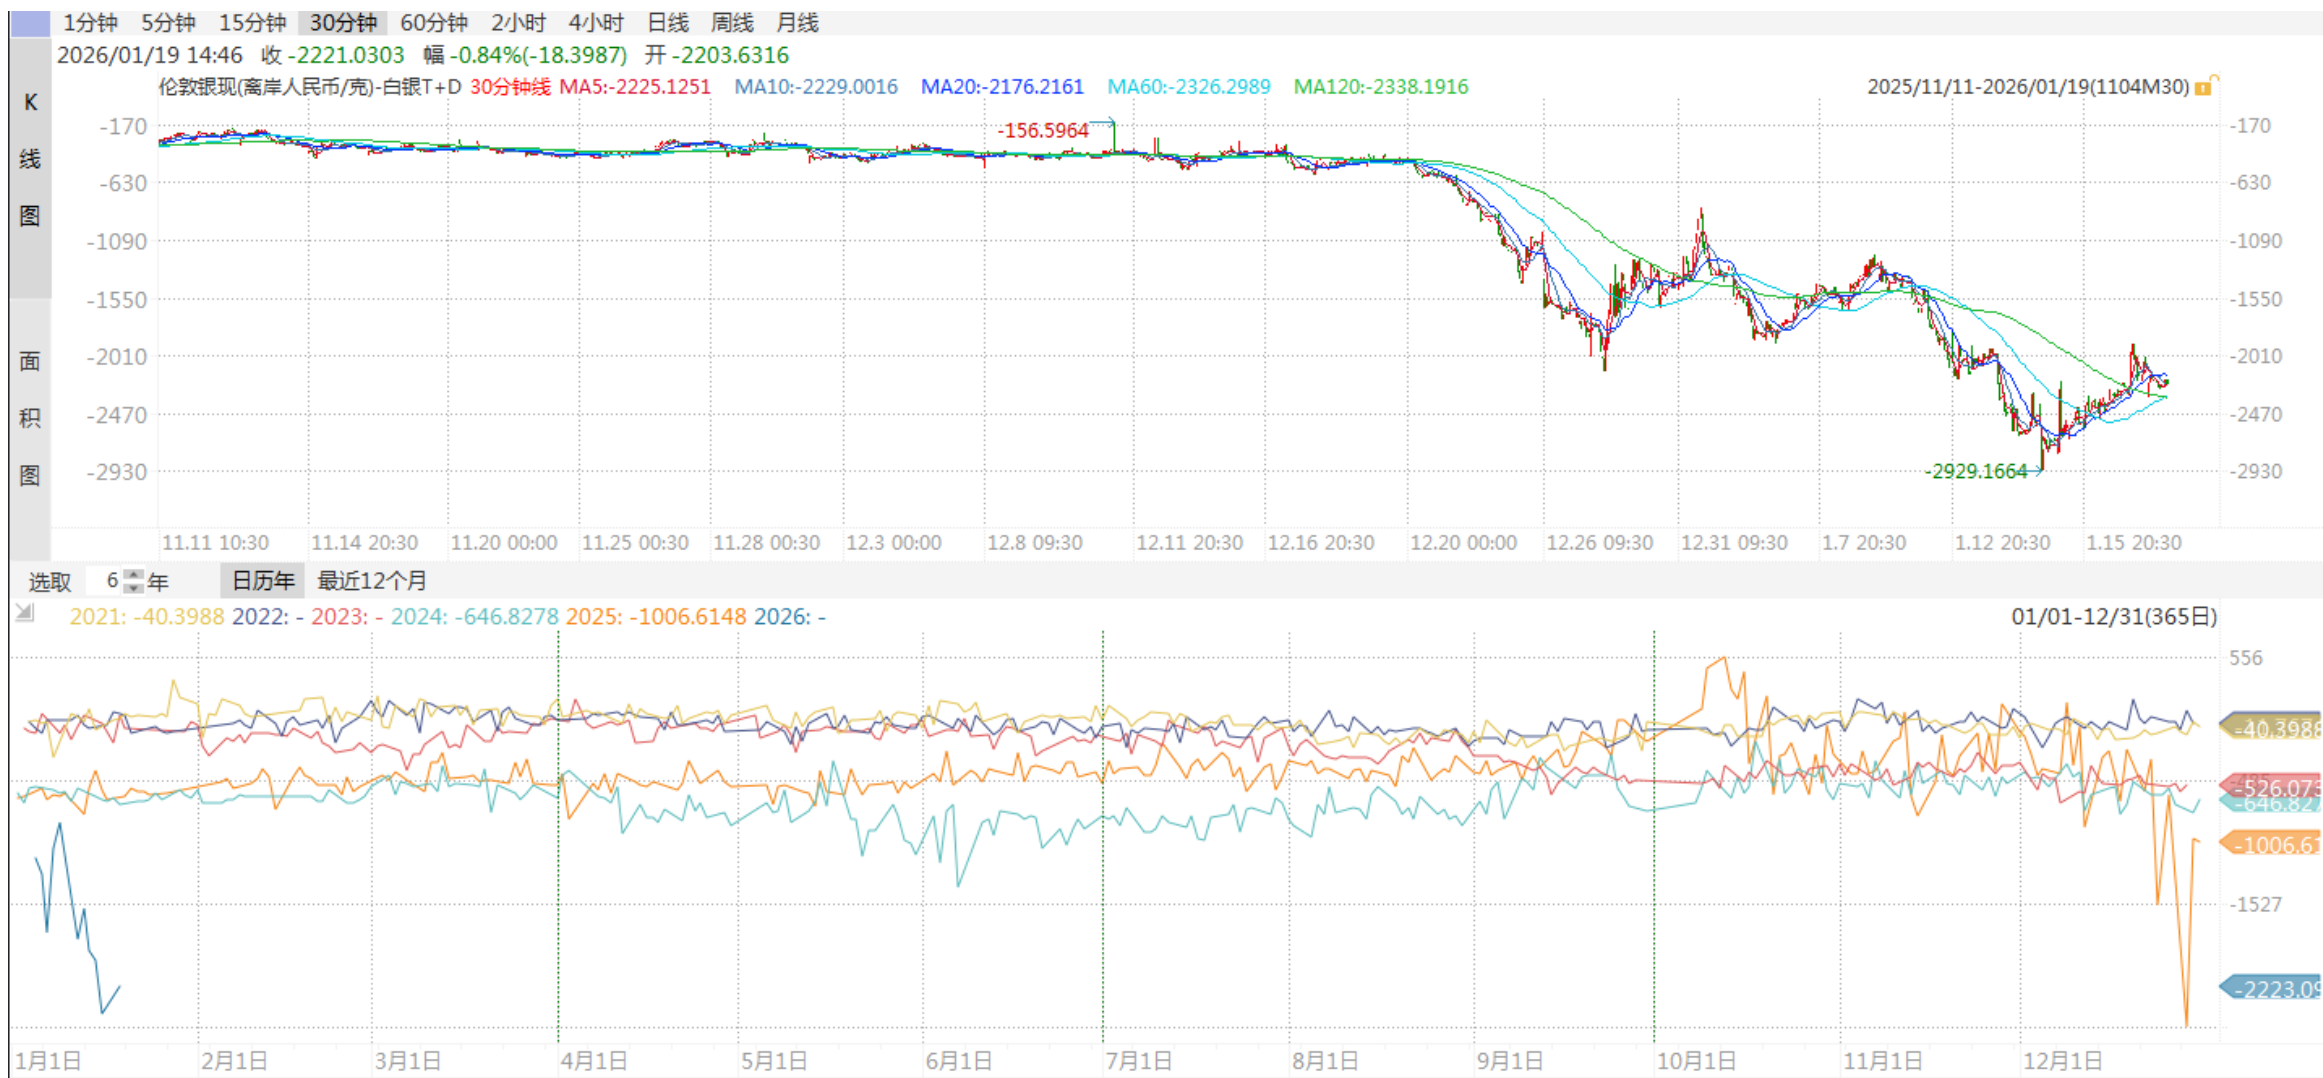 1分钟 5分钟 15分钟 30分钟 60分钟 2小时 4小时 日线 周线 月线
2026/01/19 14:46 收 -2221.0303 幅 -0.84%(-18.3987) 开 -2203.6316
伦敦银现(离岸人民币/克)-白银T+D 30分钟线 MA5:-2225.1251 MA10:-2229.0016 MA20:-2176.2161 MA60:-2326.2989 MA120:-2338.1916 2025/11/11-2026/01/19(1104M30)
K
线
图
面
积
图
-170 -156.5964 -170
-630 -630
-1090 -1090
-1550 -1550
-2010 -2010
-2470 -2470
-2930 -2929.1664 -2930
11.11 10:30 11.14 20:30 11.20 00:00 11.25 00:30 11.28 00:30 12.3 00:00 12.8 09:30 12.11 20:30 12.16 20:30 12.20 00:00 12.26 09:30 12.31 09:30 1.7 20:30 1.12 20:30 1.15 20:30
选取 6 年 日历年 最近12个月
2021: -40.3988 2022: - 2023: - 2024: -646.8278 2025: -1006.6148 2026: - 01/01-12/31(365日)
556
-40.3988
-526.073
-646.827
-1006.61
-1527
-2223.09
1月1日 2月1日 3月1日 4月1日 5月1日 6月1日 7月1日 8月1日 9月1日 10月1日 11月1日 12月1日